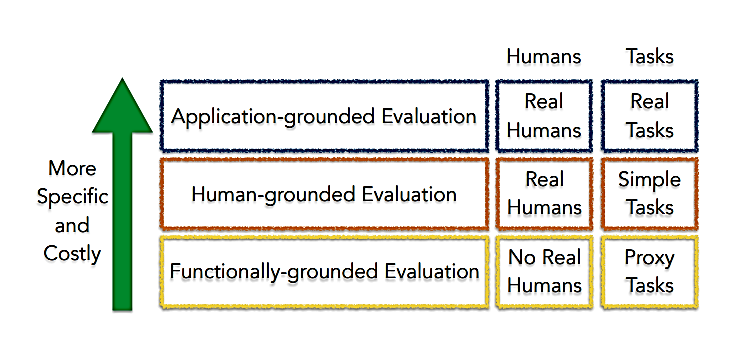 Humans Tasks
Application-grounded Evaluation
Real
Humans
Real
Tasks
More
Specific
and
Costly
Human-grounded Evaluation
Real
Humans
Simple
Tasks
Functionally-grounded Evaluation
No Real
Humans
Proxy
Tasks